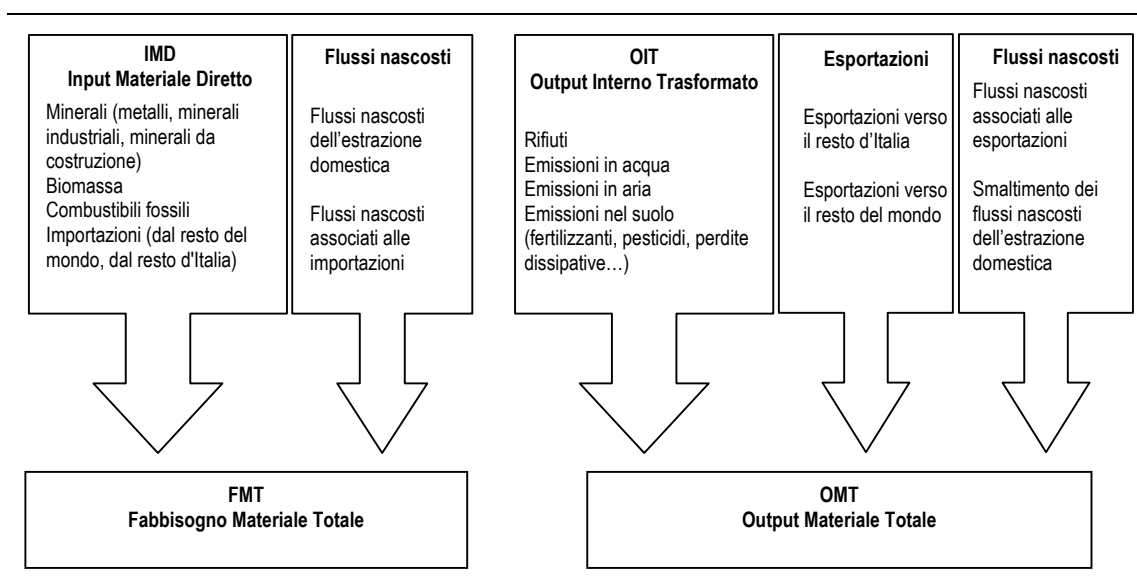 IMD
Input Materiale Diretto
Minerali (metalli, minerali
industriali, minerali da
costruzione)
Biomassa
Combustibili fossili
Importazioni (dal resto del
mondo, dal resto d'Italia)
Flussi nascosti
Flussi nascosti
dell’estrazione
domestica
Flussi nascosti
associati alle
importazioni
OIT
Output Interno Trasformato
Rifiuti
Emissioni in acqua
Emissioni in aria
Emissioni nel suolo
(fertilizzanti, pesticidi, perdite
dissipative…)
Esportazioni
Esportazioni verso
il resto d’Italia
Esportazioni verso
il resto del mondo
Flussi nascosti
Flussi nascosti
associati alle
esportazioni
Smaltimento dei
flussi nascosti
dell’estrazione
domestica
FMT
Fabbisogno Materiale Totale
OMT
Output Materiale Totale